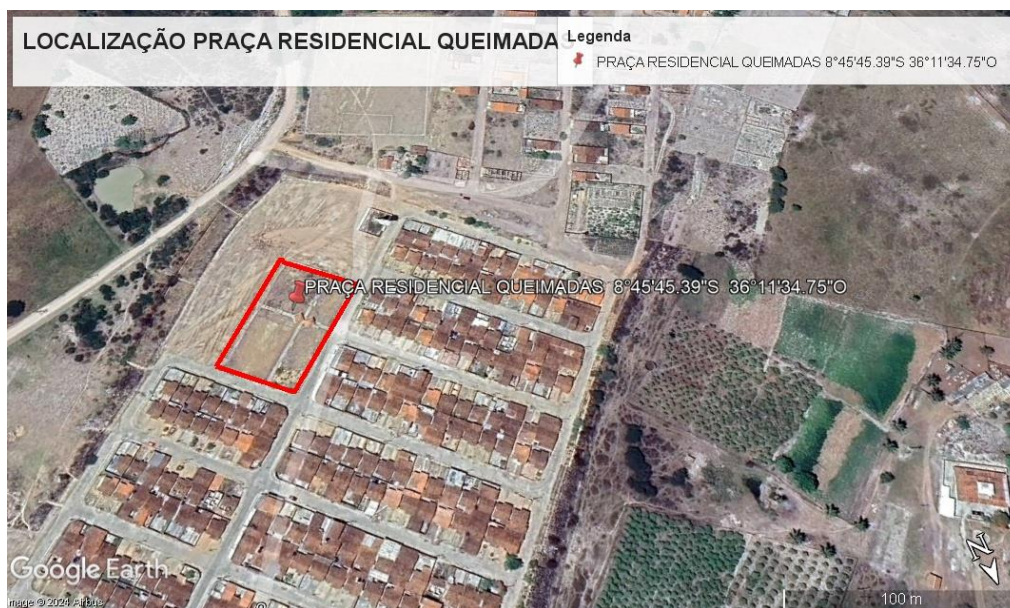 LOCALIZAÇÃO PRAÇA RESIDENCIAL QUEIMADAS
Legenda
PRAÇA RESIDENCIAL QUEIMADAS 8°45'45.39"S 36°11'34.75"O
PRAÇA RESIDENCIAL QUEIMADAS 8°45'45.39"S 36°11'34.75"O
Google Earth
Image © 2024 Airbus
N
100 m